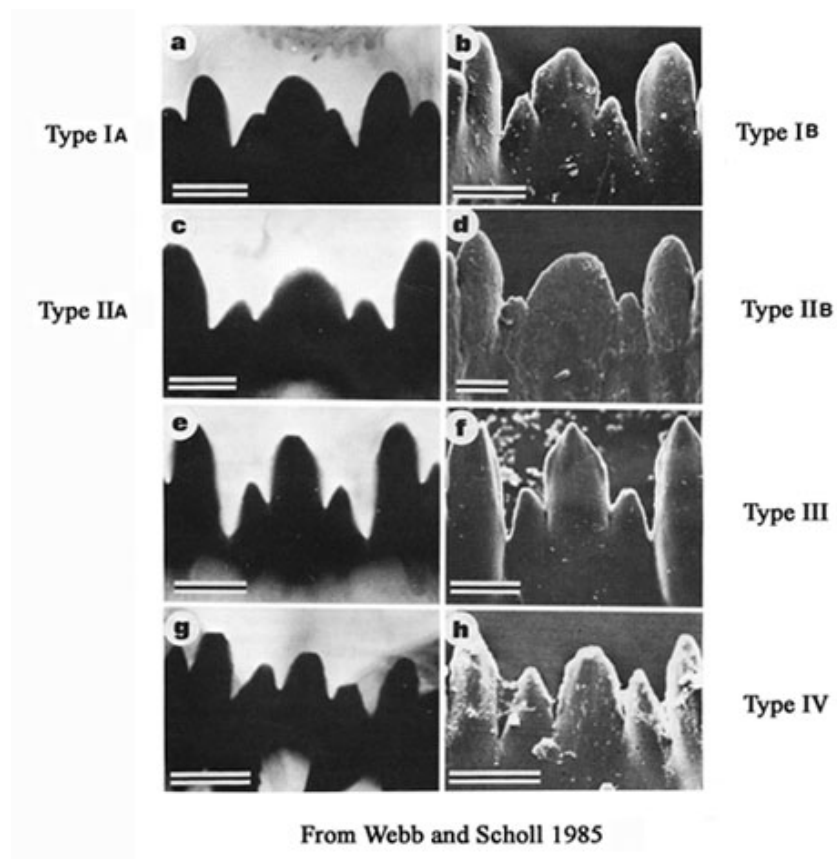 a
b
Type IA
Type IB
c
d
Type IIA
Type IIB
e
f
Type III
g
h
Type IV
From Webb and Scholl 1985